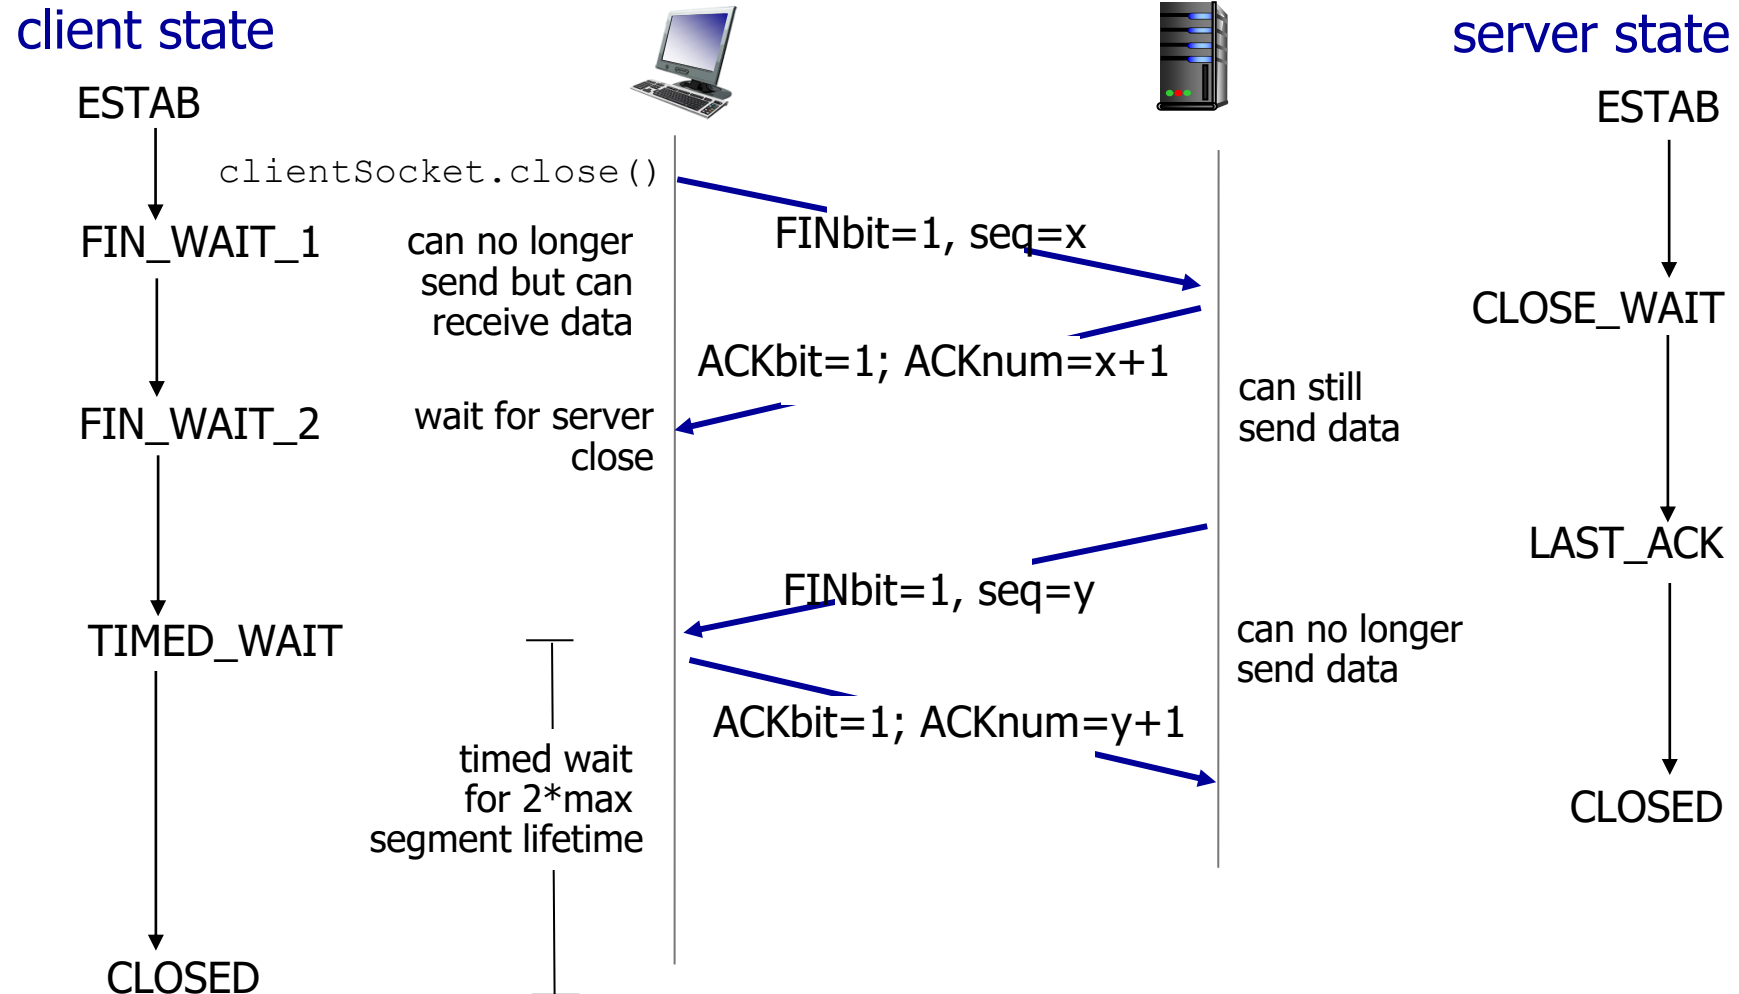 client state
server state
ESTAB
ESTAB
clientSocket.close()
FIN_WAIT_1
can no longer
send but can
receive data
FINbit=1, seq=x
CLOSE_WAIT
ACKbit=1; ACKnum=x+1
can still
send data
FIN_WAIT_2
wait for server
close
LAST_ACK
FINbit=1, seq=y
TIMED_WAIT
can no longer
send data
ACKbit=1; ACKnum=y+1
timed wait
for 2*max
segment lifetime
CLOSED
CLOSED